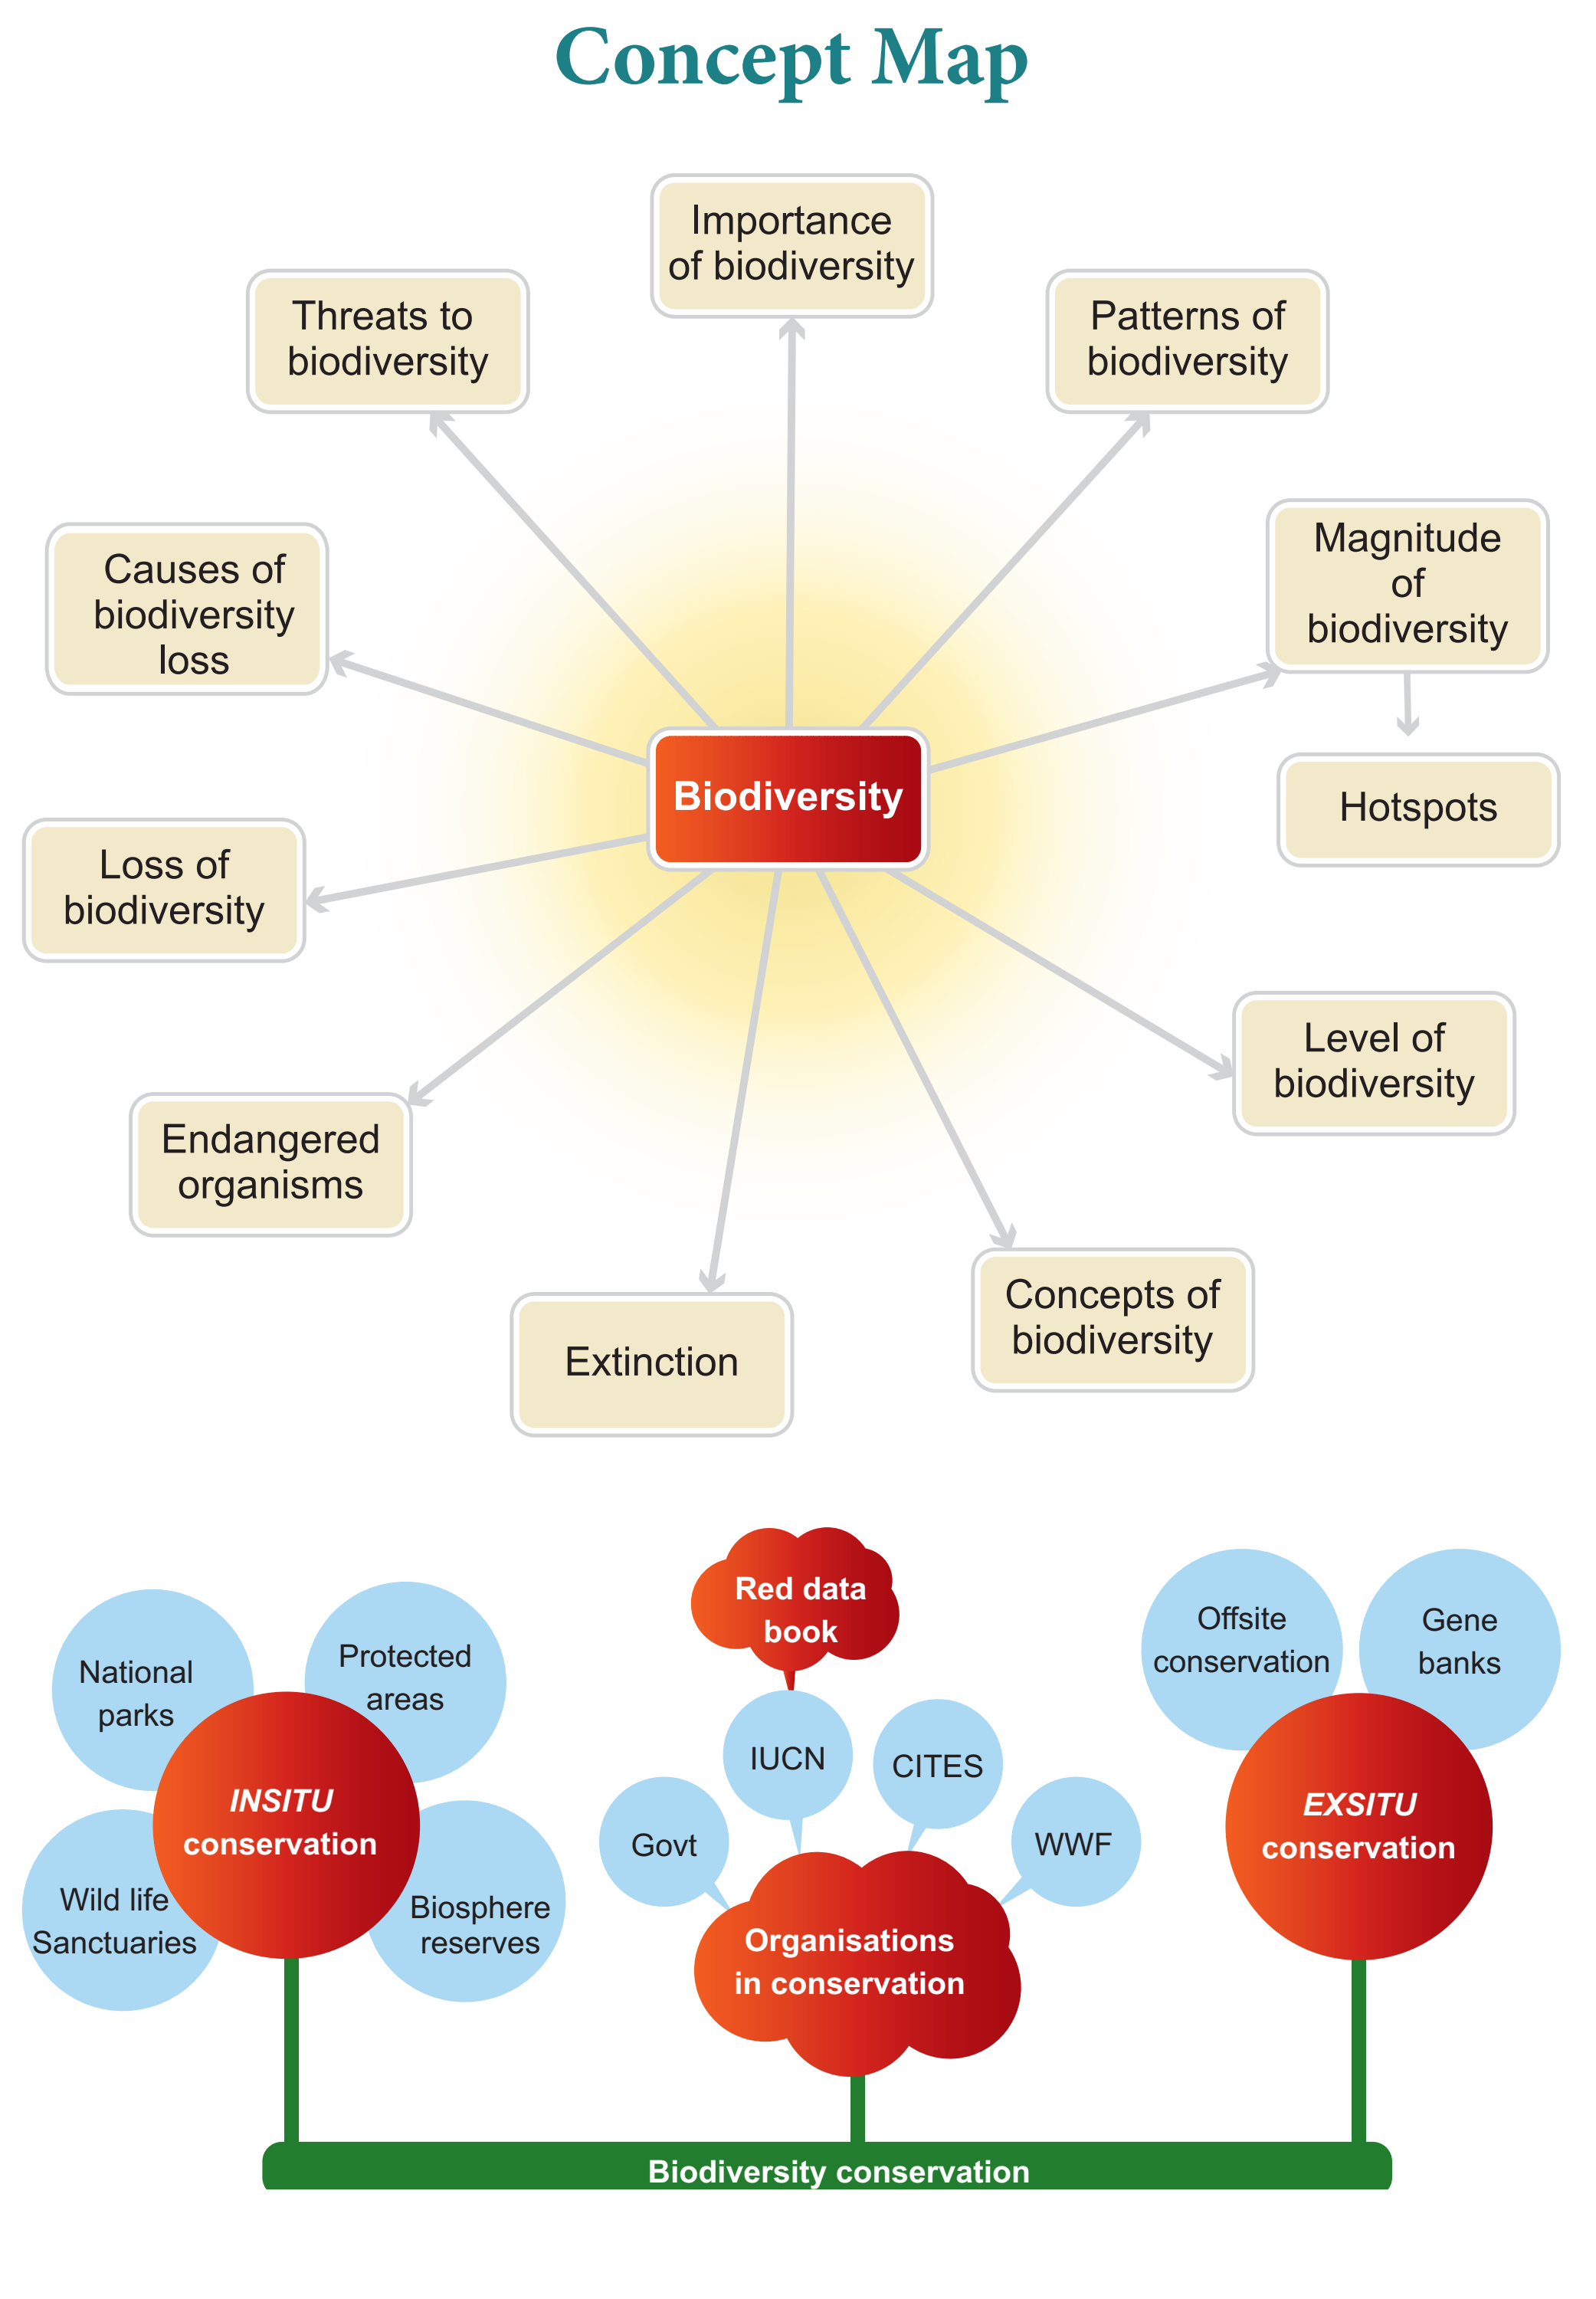 Concept Map
Importance
of biodiversity
Threats to
biodiversity
Patterns of
biodiversity
Causes of
biodiversity
loss
Magnitude
of
biodiversity
Biodiversity
Hotspots
Loss of
biodiversity
Level of
biodiversity
Endangered
organisms
Concepts of
biodiversity
Extinction
Red data
book
National
parks
Protected
areas
INSITU
conservation
Wild life
Sanctuaries
Biosphere
reserves
Govt
IUCN
CITES
WWF
Organisations
in conservation
Offsite
conservation
Gene
banks
EXSITU
conservation
Biodiversity conservation